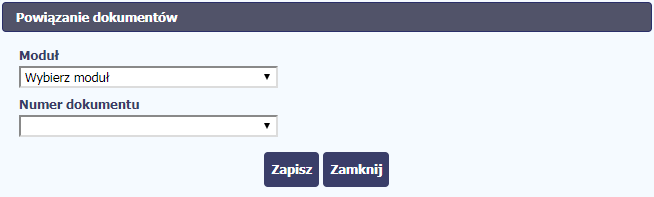 Powiązanie dokumentów
Moduł
Wybierz moduł
Numer dokumentu
Zapisz Zamknij